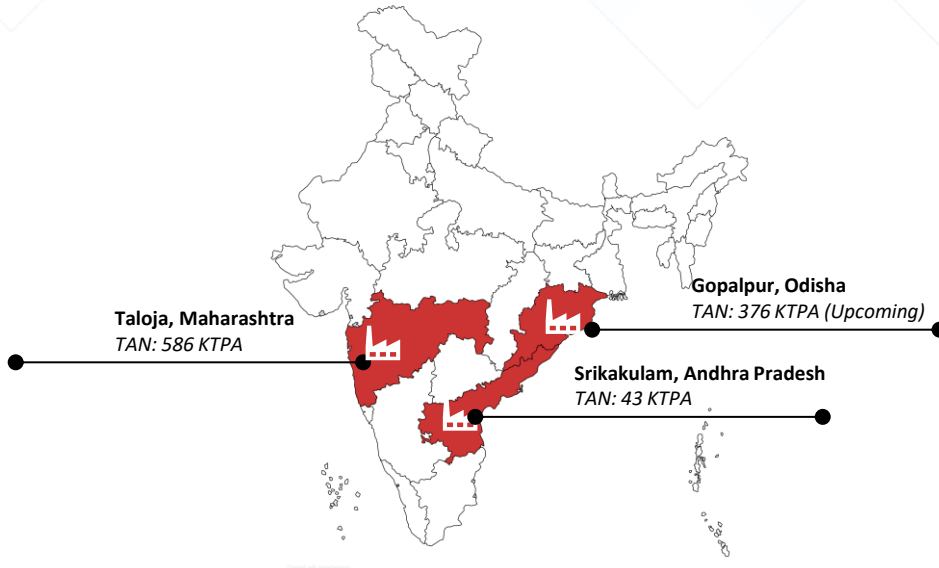 Gopalpur, Odisha
TAN: 376 KTPA (Upcoming)
Taloja, Maharashtra
TAN: 586 KTPA
Srikakulam, Andhra Pradesh
TAN: 43 KTPA